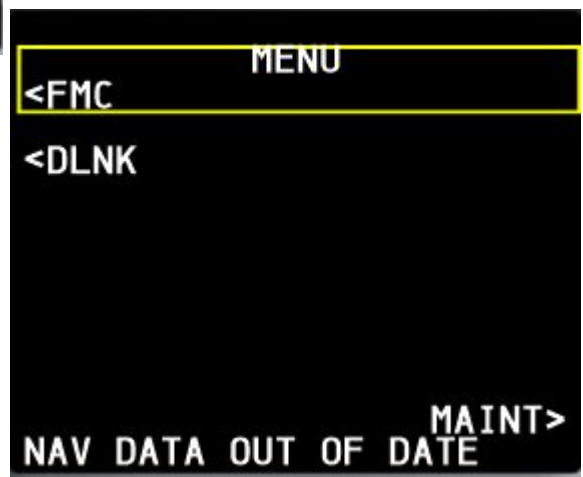 MENU
<FMC
<DLNK
MAINT>
NAV DATA OUT OF DATE